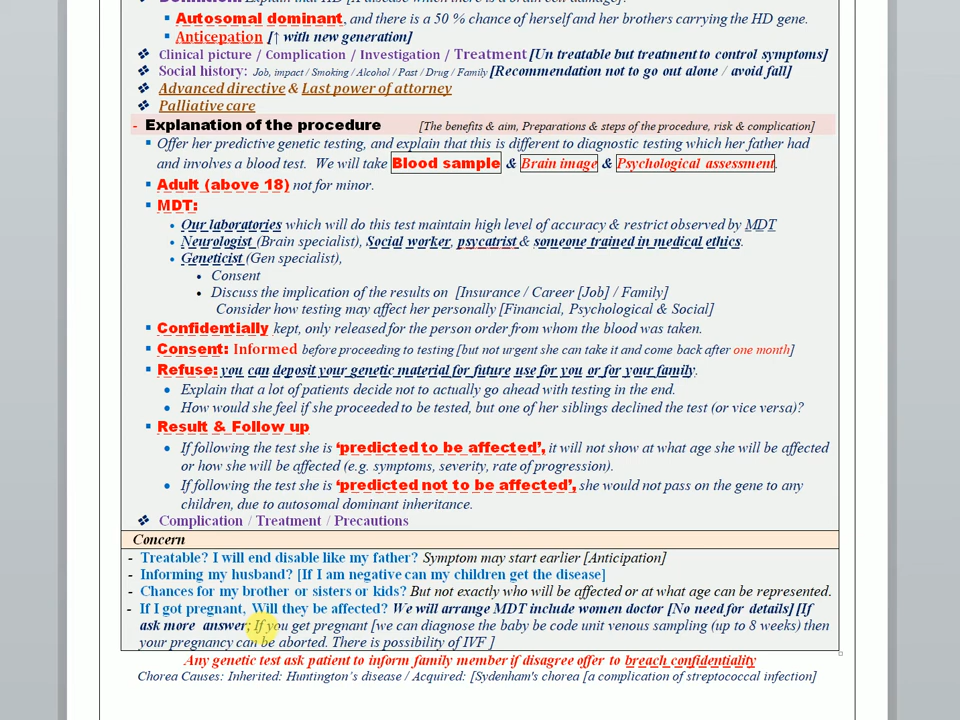 ❖ Autosomal dominant, and there is a 50 % chance of herself and her brothers carrying the HD gene.
▪ Anticepation [↑ with new generation]
❖ Clinical picture / Complication / Investigation / Treatment [Un treatable but treatment to control symptoms]
❖ Social history: Job, impact / Smoking / Alcohol / Past / Drug / Family [Recommendation not to go out alone / avoid fall]
❖ Advanced directive & Last power of attorney
❖ Palliative care
- Explanation of the procedure [The benefits & aim, Preparations & steps of the procedure, risk & complication]
▪ Offer her predictive genetic testing, and explain that this is different to diagnostic testing which her father had
and involves a blood test. We will take Blood sample & Brain image & Psychological assessment.
▪ Adult (above 18) not for minor.
▪ MDT:
• Our laboratories which will do this test maintain high level of accuracy & restrict observed by MDT
• Neurologist (Brain specialist), Social worker, psycatrist & someone trained in medical ethics.
• Geneticist (Gen specialist),
• Consent
• Discuss the implication of the results on [Insurance / Career [Job] / Family]
Consider how testing may affect her personally [Financial, Psychological & Social]
▪ Confidentially kept, only released for the person order from whom the blood was taken.
▪ Consent: Informed before proceeding to testing [but not urgent she can take it and come back after one month]
▪ Refuse: you can deposit your genetic material for future use for you or for your family.
• Explain that a lot of patients decide not to actually go ahead with testing in the end.
• How would she feel if she proceeded to be tested, but one of her siblings declined the test (or vice versa)?
▪ Result & Follow up
• If following the test she is ‘predicted to be affected’, it will not show at what age she will be affected
or how she will be affected (e.g. symptoms, severity, rate of progression).
• If following the test she is ‘predicted not to be affected’, she would not pass on the gene to any
children, due to autosomal dominant inheritance.
❖ Complication / Treatment / Precautions
Concern
- Treatable? I will end disable like my father? Symptom may start earlier [Anticipation]
- Informing my husband? [If I am negative can my children get the disease]
- Chances for my brother or sisters or kids? But not exactly who will be affected or at what age can be represented.
- If I got pregnant, Will they be affected? We will arrange MDT include women doctor [No need for details] [If
ask more answer; If you get pregnant [we can diagnose the baby be code unit venous sampling (up to 8 weeks) then
your pregnancy can be aborted. There is possibility of IVF ]
Any genetic test ask patient to inform family member if disagree offer to breach confidentiality
Chorea Causes: Inherited: Huntington’s disease / Acquired: [Sydenham's chorea [a complication of streptococcal infection]